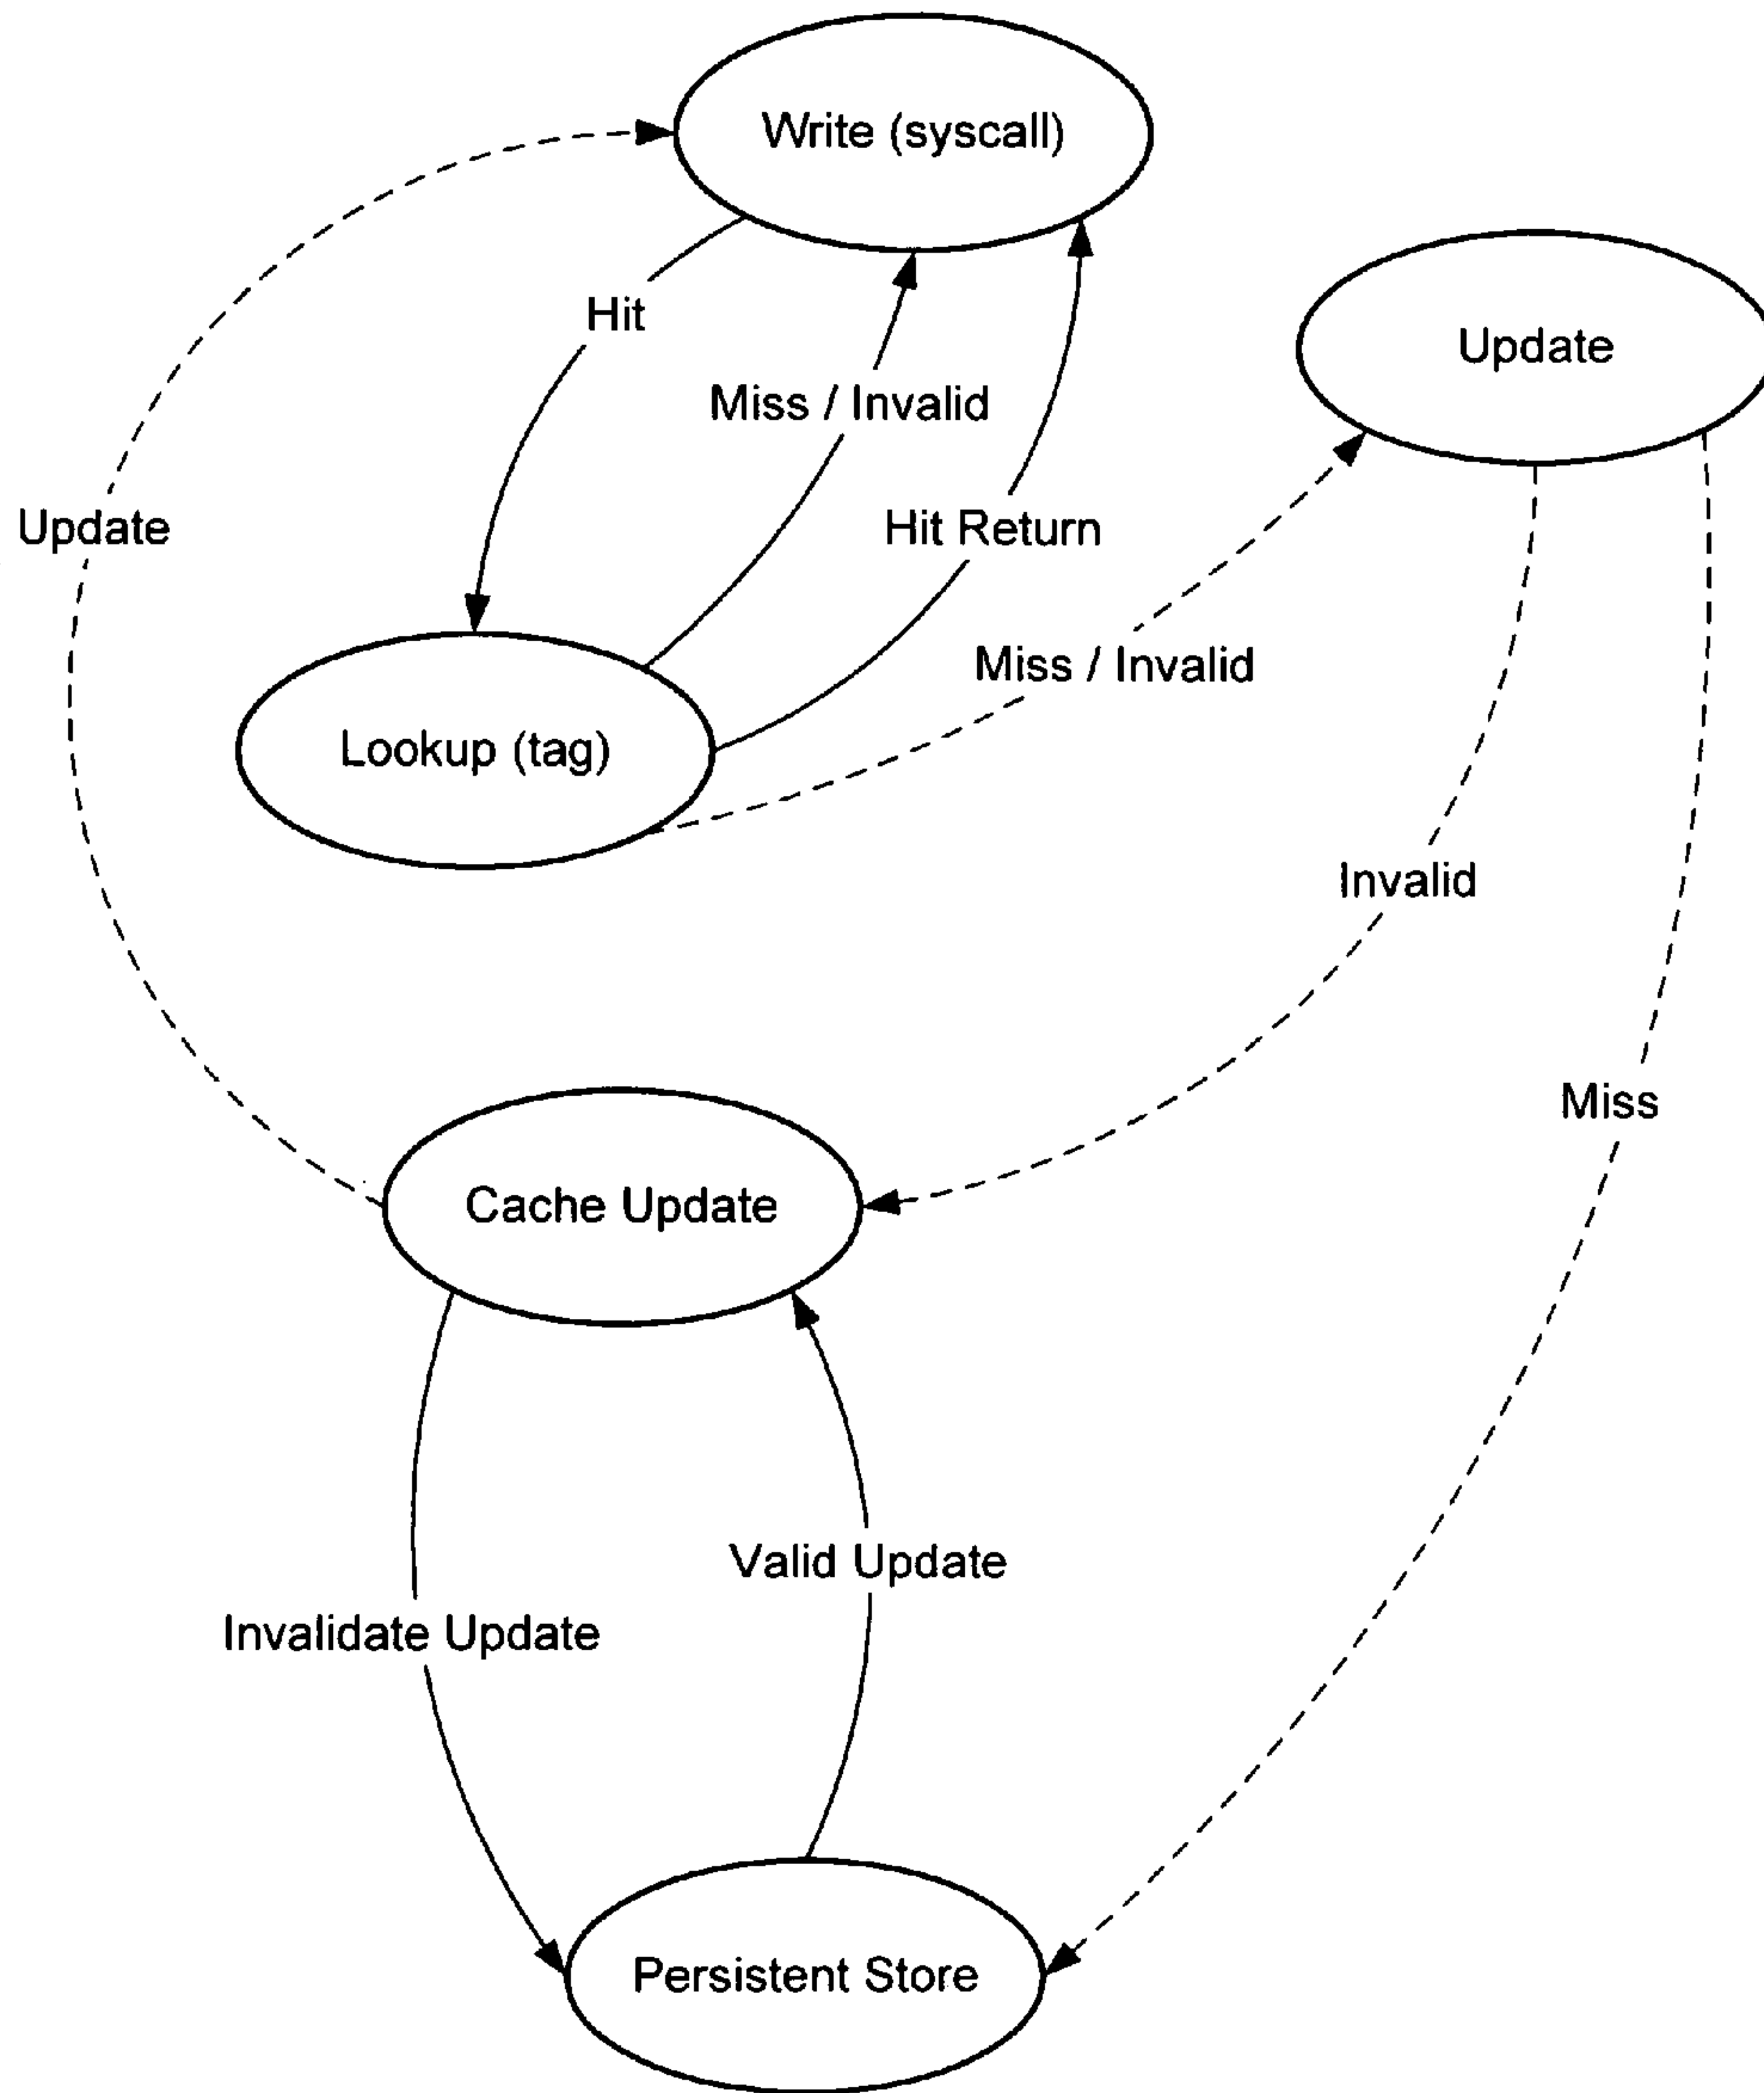 Write (syscall)
Hit
Update
Miss / Invalid
Update
Hit Return
Miss / Invalid
Lookup (tag)
Invalid
Miss
Cache Update
Valid Update
Invalidate Update
Persistent Store